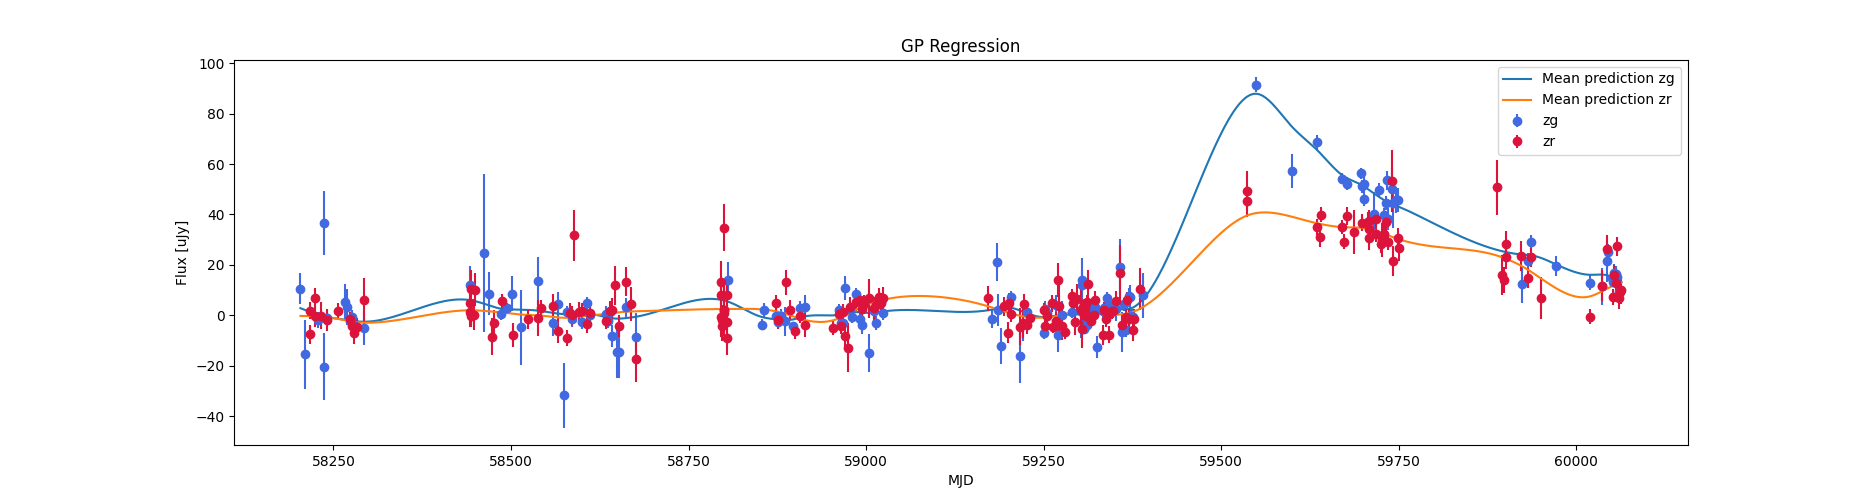 GP Regression
100
80
60
40
20
0
−20
−40
Flux [uJy]
58250
58500
58750
59000
59250
59500
59750
60000
MJD
Mean prediction zg
Mean prediction zr
zg
zr